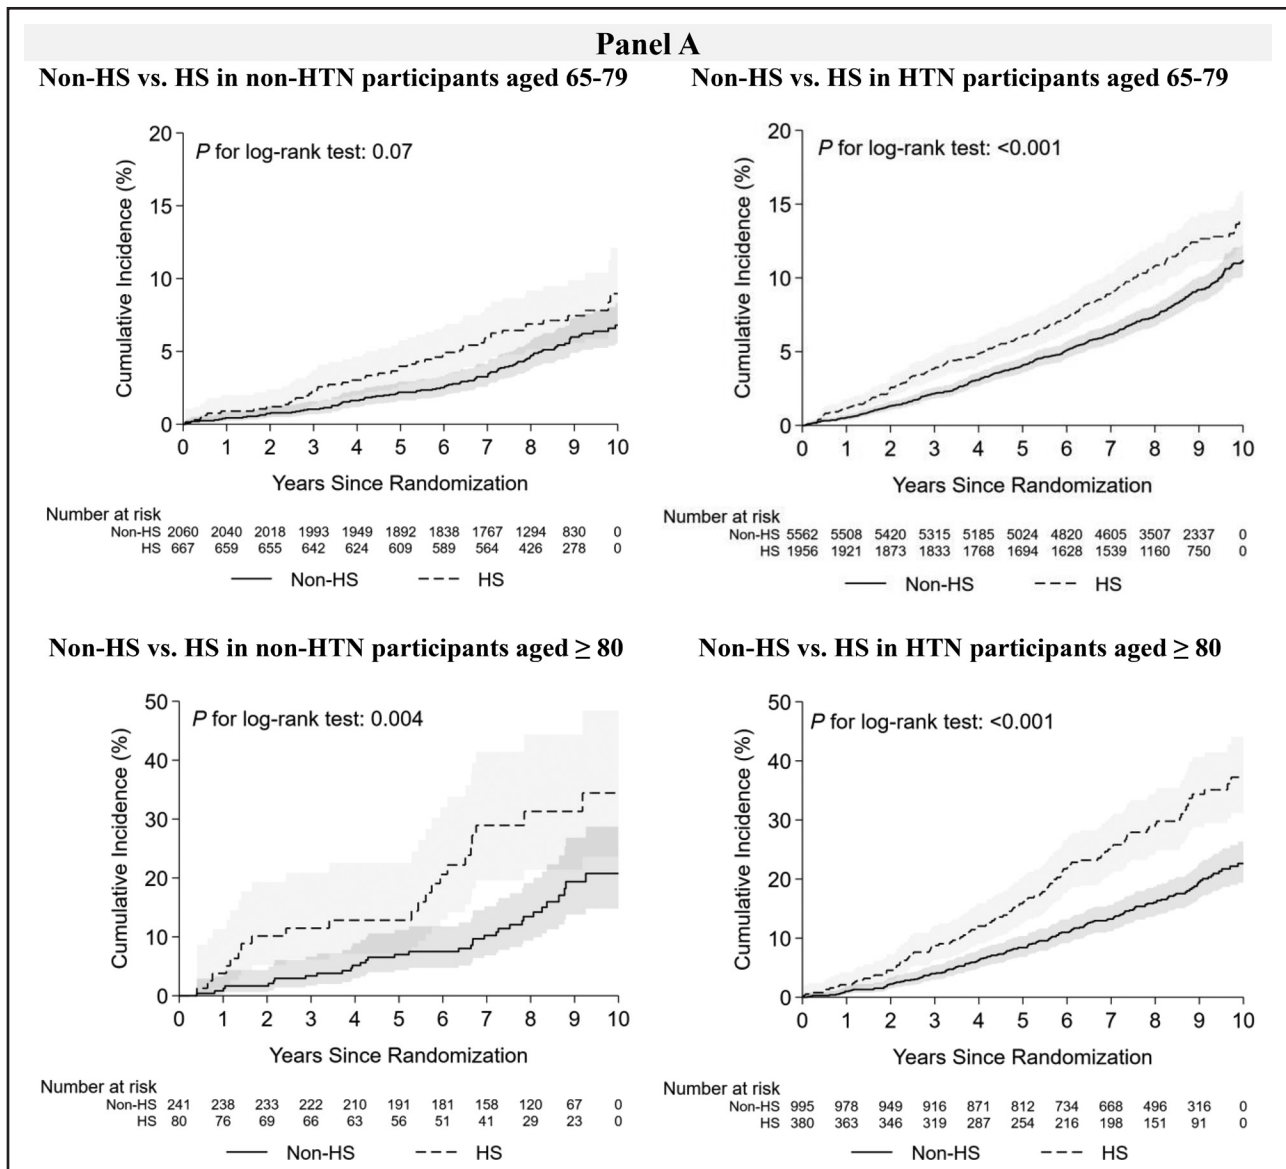 Panel A
Non-HS vs. HS in non-HTN participants aged 65-79
P for log-rank test: 0.07
Cumulative Incidence (%)
20
15
10
5
0
0 1 2 3 4 5 6 7 8 9 10
Years Since Randomization
Number at risk
Non-HS 2060 2040 2018 1993 1949 1892 1838 1767 1294 830 0
HS 667 659 655 642 624 609 589 564 426 278 0
Non-HS HS
Non-HS vs. HS in HTN participants aged 65-79
P for log-rank test: <0.001
Cumulative Incidence (%)
20
15
10
5
0
0 1 2 3 4 5 6 7 8 9 10
Years Since Randomization
Number at risk
Non-HS 5562 5508 5420 5315 5185 5024 4820 4605 3507 2337 0
HS 1956 1921 1873 1833 1768 1694 1628 1539 1160 750 0
Non-HS HS
Non-HS vs. HS in non-HTN participants aged ≥ 80
P for log-rank test: 0.004
Cumulative Incidence (%)
50
40
30
20
10
0
0 1 2 3 4 5 6 7 8 9 10
Years Since Randomization
Number at risk
Non-HS 241 238 233 222 210 191 181 158 120 67 0
HS 80 76 69 66 63 56 51 41 29 23 0
Non-HS HS
Non-HS vs. HS in HTN participants aged ≥ 80
P for log-rank test: <0.001
Cumulative Incidence (%)
50
40
30
20
10
0
0 1 2 3 4 5 6 7 8 9 10
Years Since Randomization
Number at risk
Non-HS 995 978 949 916 871 812 734 668 496 316 0
HS 380 363 346 319 287 254 216 198 151 91 0
Non-HS HS